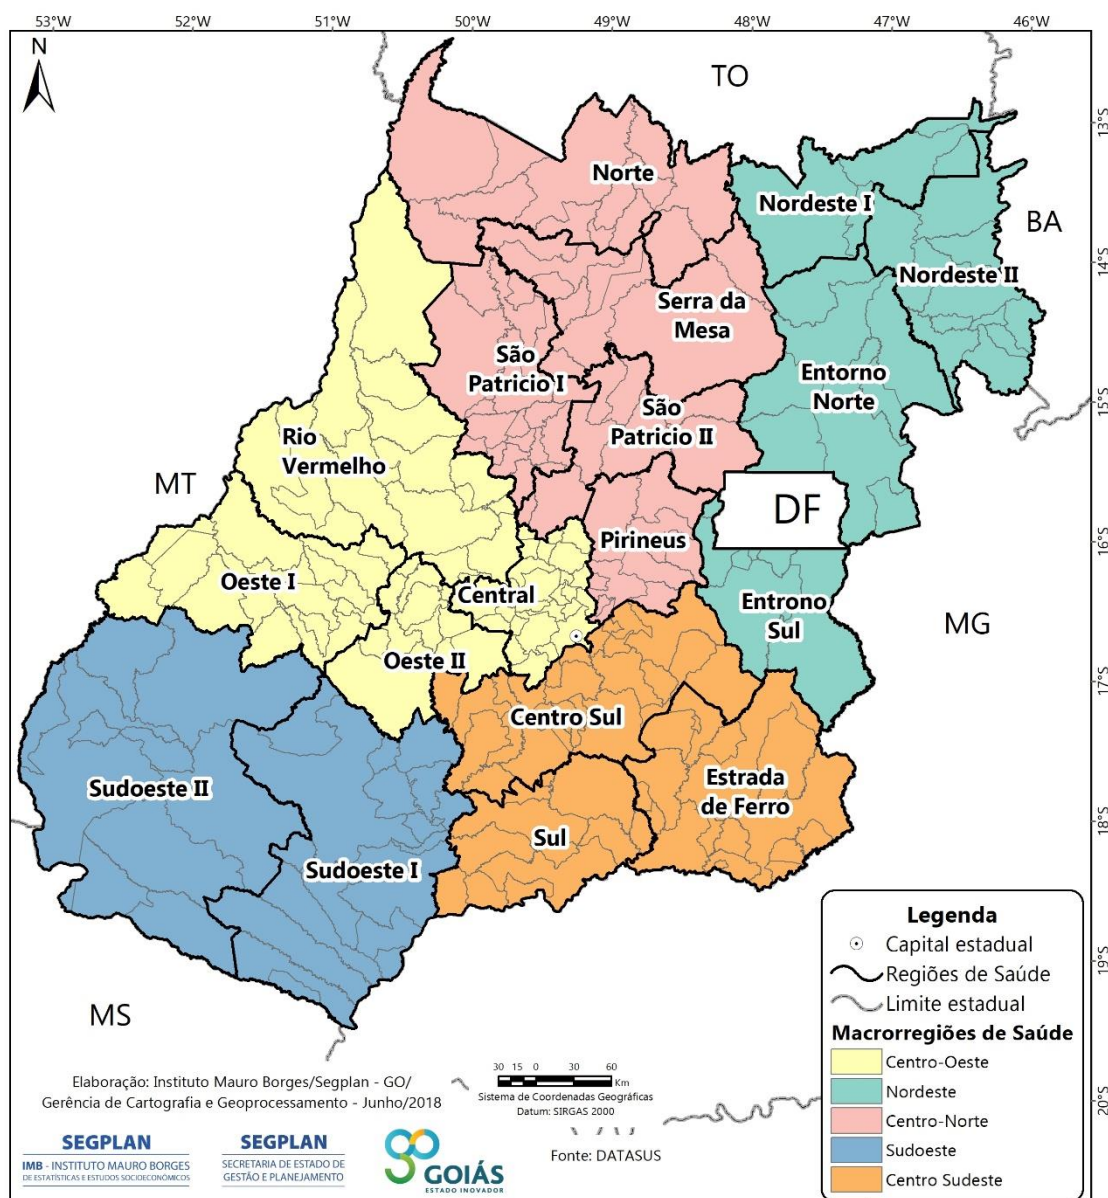 53°W 52°W 51°W 50°W 49°W 48°W 47°W 46°W
N
TO
13°S
Norte
Nordeste I
BA
14°S
Nordeste II
Serra da
Mesa
São
Patricio I
Entorno
Norte
15°S
São
Patricio II
Rio
Vermelho
MT
DF
Pirineus
16°S
Oeste I
Central
Entrono
Sul
MG
Oeste II
17°S
Centro Sul
Sudoeste II
Estrada
de Ferro
18°S
Sul
Sudoeste I
19°S
MS
20°S
Legenda
Capital estadual
Regiões de Saúde
Limite estadual
Macrorregiões de Saúde
Centro-Oeste
Nordeste
Centro-Norte
Sudoeste
Centro Sudeste
Elaboração: Instituto Mauro Borges/Segplan - GO/
Gerência de Cartografia e Geoprocessamento - Junho/2018
30 15 0 30 60
Km
Sistema de Coordenadas Geográficas
Datum: SIRGAS 2000
Fonte: DATASUS
SEGPLAN
IMB - INSTITUTO MAURO BORGES
DE ESTATÍSTICAS E ESTUDOS SOCIOECONÔMICOS
SEGPLAN
SECRETARIA DE ESTADO DE
GESTÃO E PLANEJAMENTO
GOIÁS
ESTADO INOVADOR